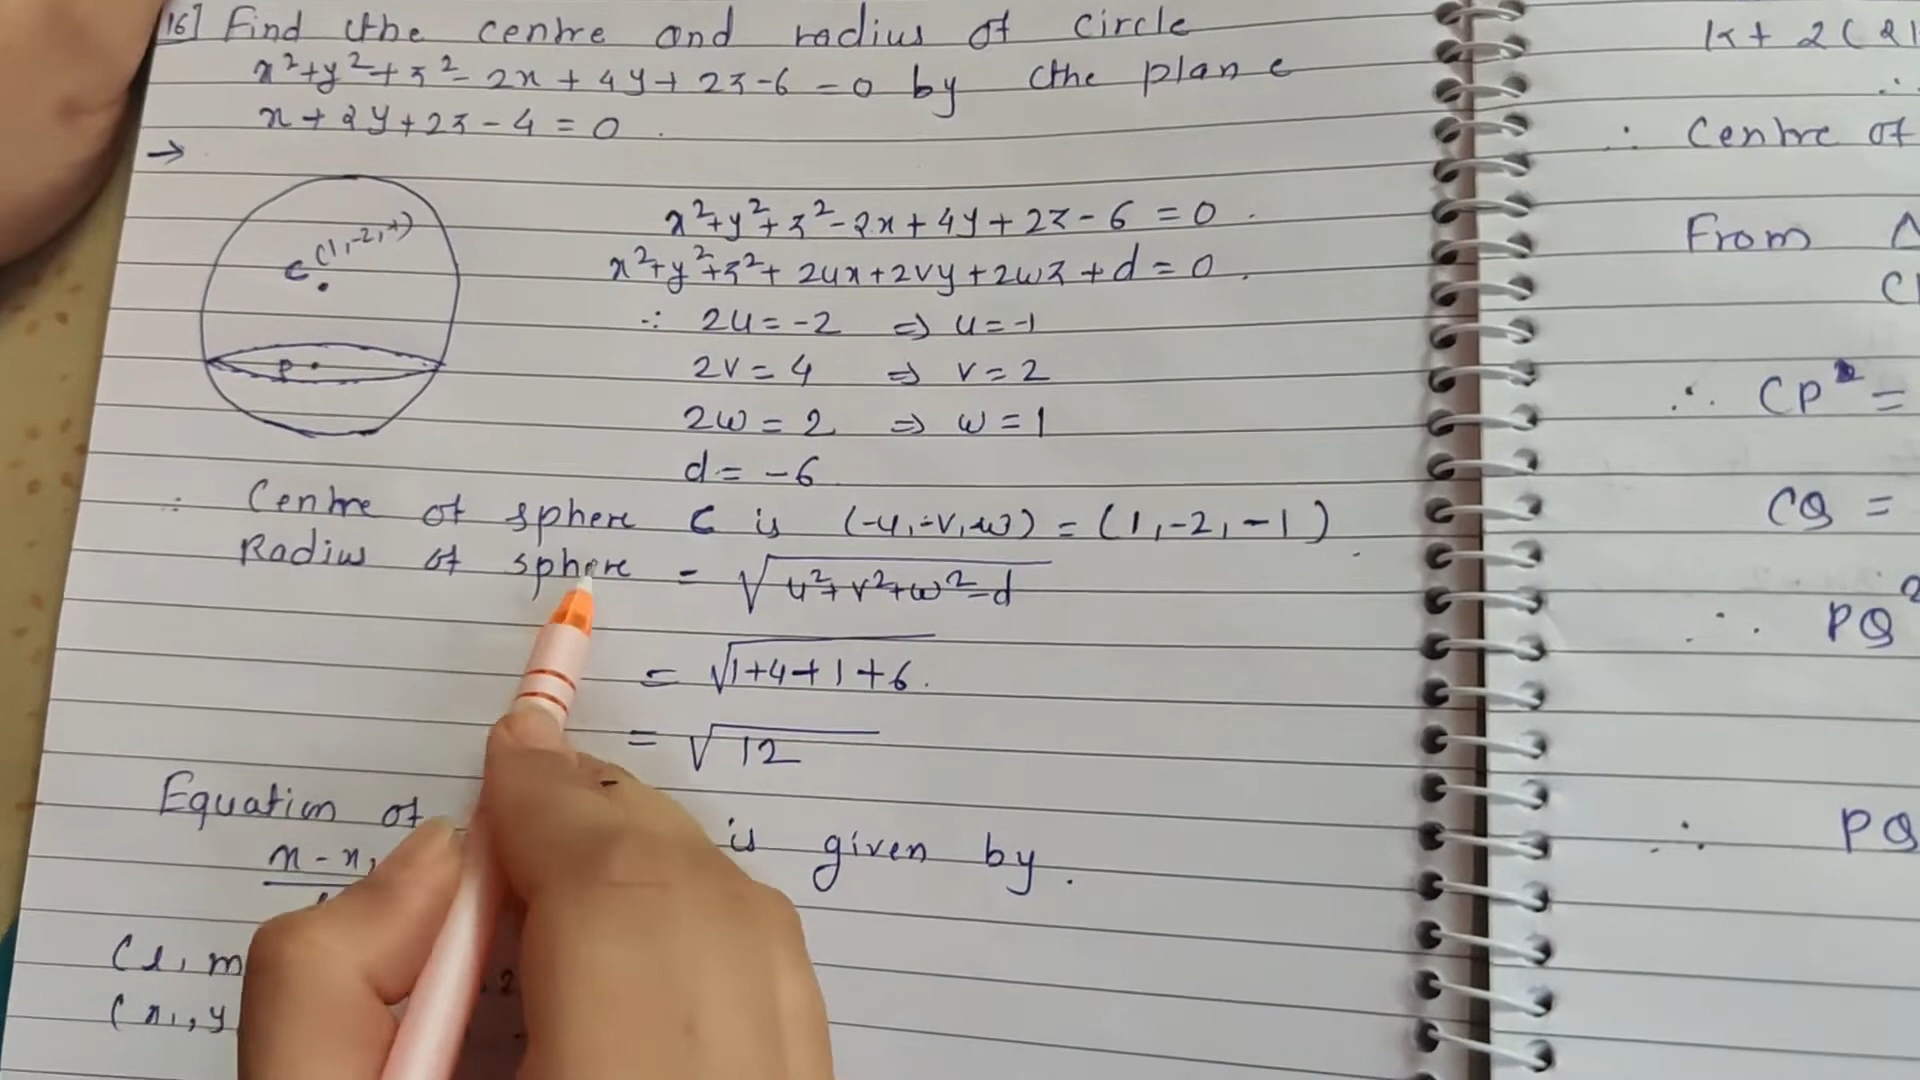 16] Find the centre and radius of circle
x²+y²+z²-2x+4y+2z-6=0 by the plane
x+2y+2z-4=0.
→
C (1,-2,-1)
P
x²+y²+z²-2x+4y+2z-6=0.
x²+y²+z²+2ux+2vy+2wz+d=0.
∴ 2u=-2 ⇒ u=-1
2v=4 ⇒ v=2
2w=2 ⇒ w=1
d=-6
∴ Centre of sphere C is (-u,-v,-w)=(1,-2,-1).
Radius of sphere = √u²+v²+w²-d
= √1+4+1+6.
= √12
Equation of is given by.
x-x₁
(l, m
(x₁, y
k+2(2
∴
∴ Centre of
From
∴ CP² =
CQ =
∴ PQ²
∴ PQ